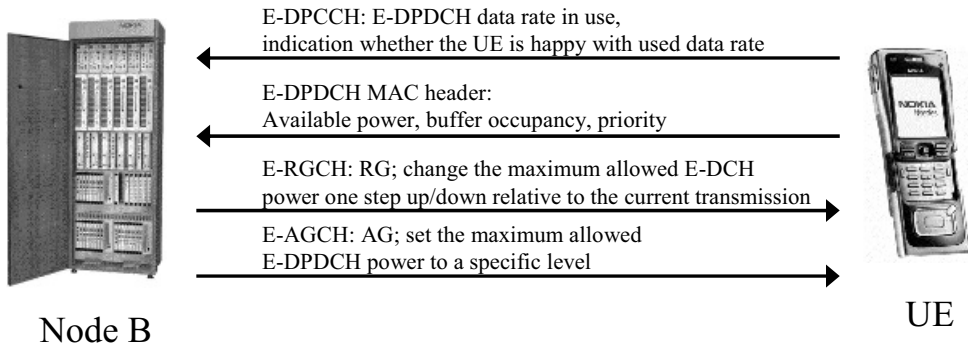 E-DPCCH: E-DPDCH data rate in use,
indication whether the UE is happy with used data rate
E-DPDCH MAC header:
Available power, buffer occupancy, priority
E-RGCH: RG; change the maximum allowed E-DCH
power one step up/down relative to the current transmission
E-AGCH: AG; set the maximum allowed
E-DPDCH power to a specific level
NOKIA
NOKIA
Node B
UE